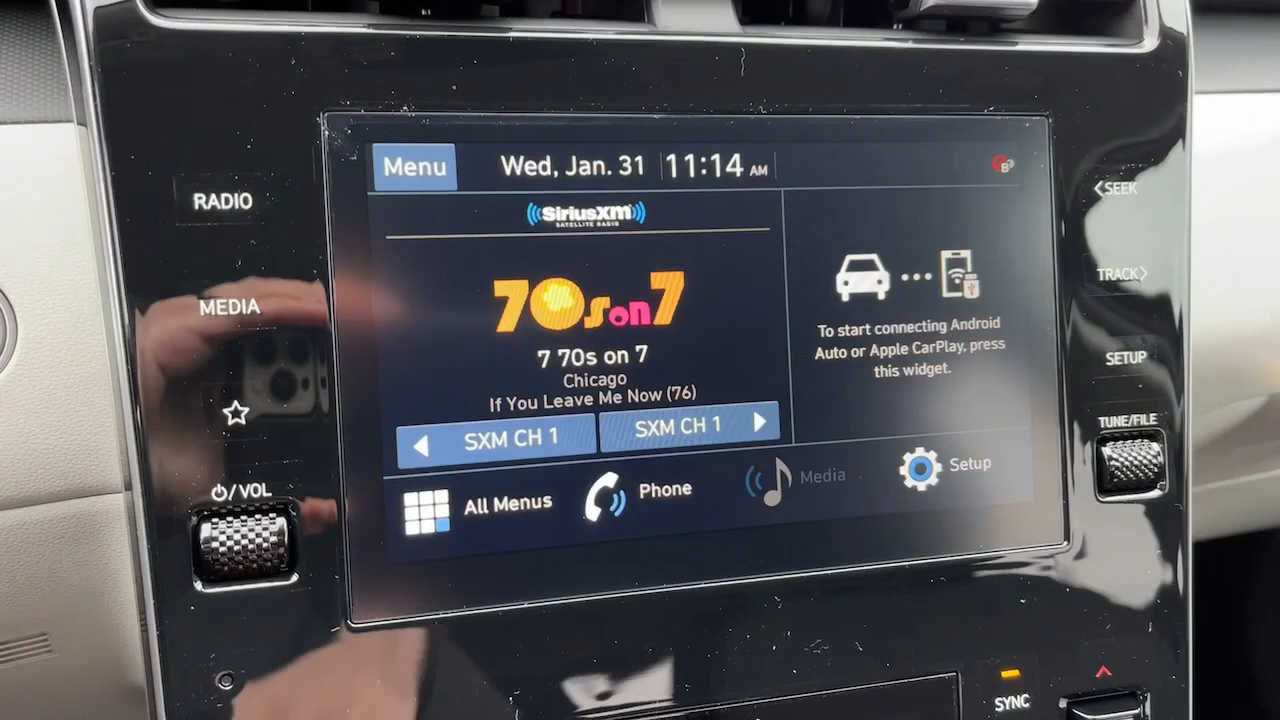 Menu
Wed, Jan. 31
11:14 AM
B
RADIO
MEDIA
/ VOL
SiriusXM
SATELLITE RADIO
70s on 7
7 70s on 7
Chicago
If You Leave Me Now (76)
SXM CH 1
SXM CH 1
To start connecting Android
Auto or Apple CarPlay, press
this widget.
All Menus
Phone
Media
Setup
<SEEK
TRACK>
SETUP
TUNE/FILE
SYNC